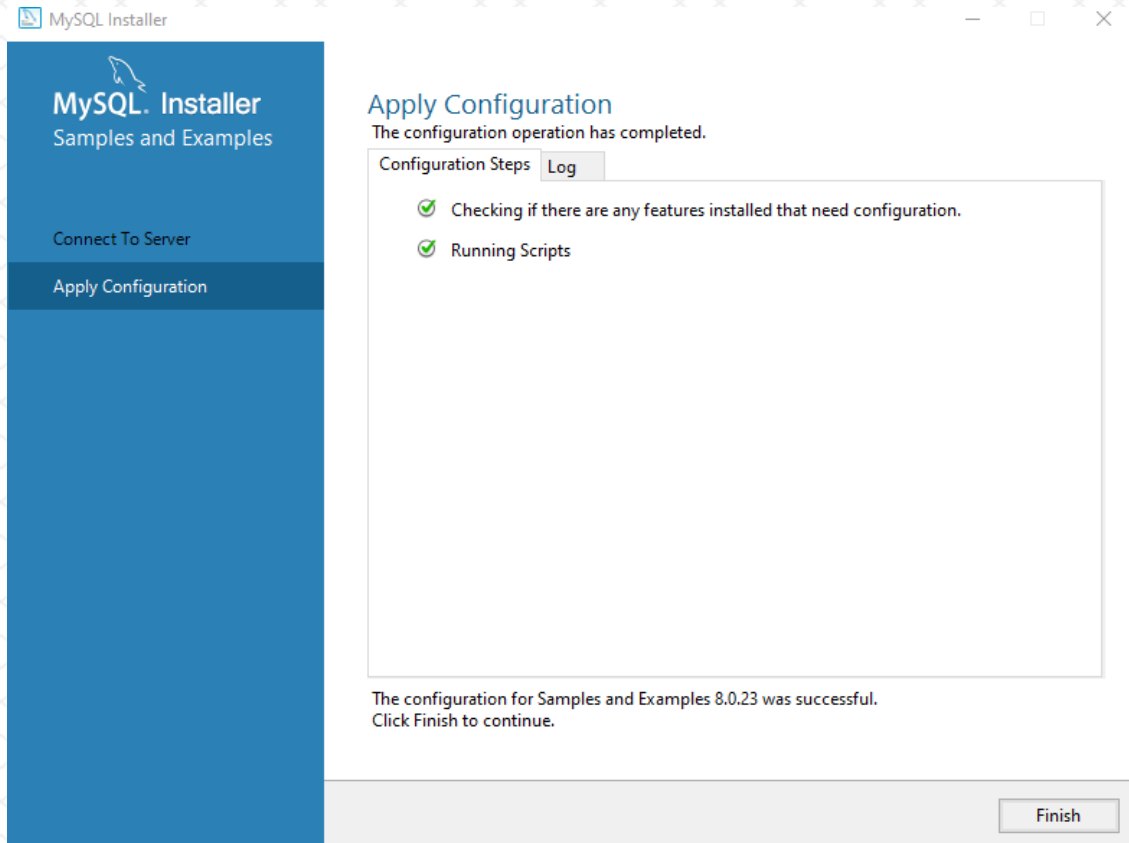 MySQL Installer
MySQL. Installer
Samples and Examples
Connect To Server
Apply Configuration
Apply Configuration
The configuration operation has completed.
Configuration Steps
Log
Checking if there are any features installed that need configuration.
Running Scripts
The configuration for Samples and Examples 8.0.23 was successful.
Click Finish to continue.
Finish